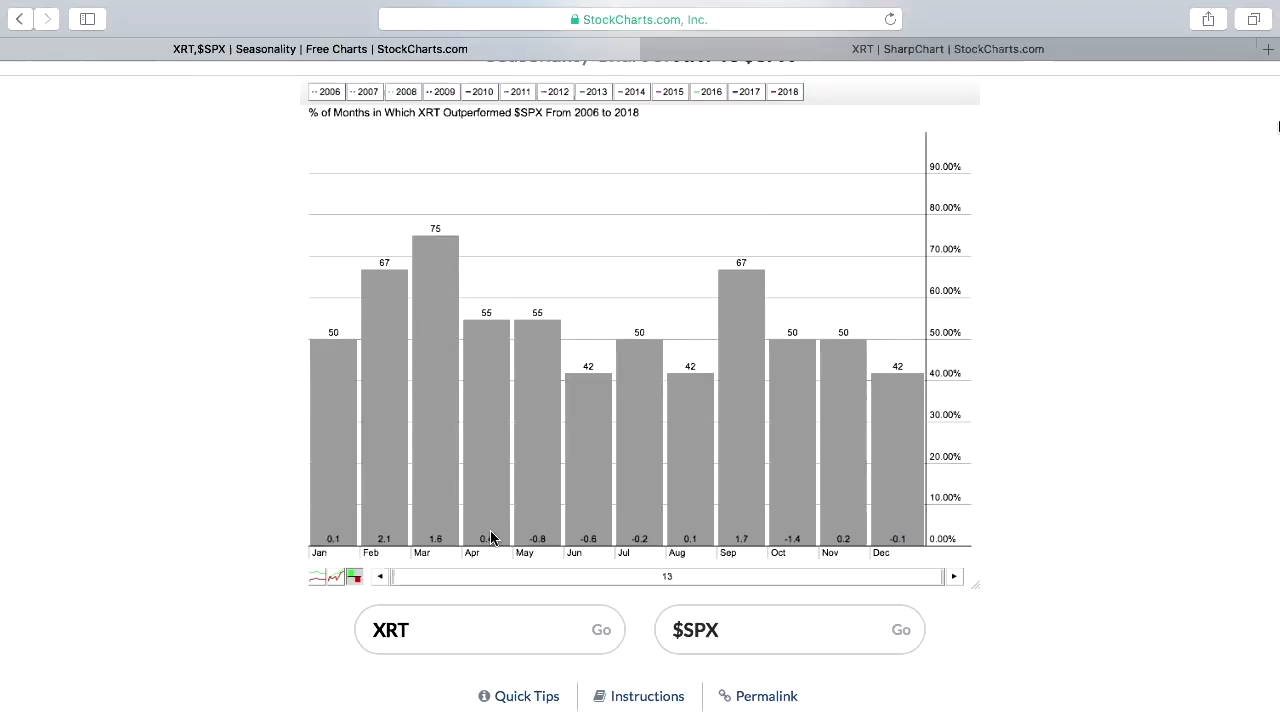 StockCharts.com, Inc.
XRT,$SPX | Seasonality | Free Charts | StockCharts.com
XRT | SharpChart | StockCharts.com
2006 2007 2008 2009 2010 2011 2012 2013 2014 2015 2016 2017 2018
% of Months in Which XRT Outperformed $SPX From 2006 to 2018
90.00%
80.00%
75
70.00%
67 67
60.00%
55 55
50 50 50 50 50.00%
42 42 42
40.00%
30.00%
20.00%
10.00%
0.1 2.1 1.6 -0.8 -0.6 -0.2 0.1 1.7 -1.4 0.2 -0.1 0.00%
Jan Feb Mar Apr May Jun Jul Aug Sep Oct Nov Dec
13
XRT Go $SPX Go
Quick Tips Instructions Permalink